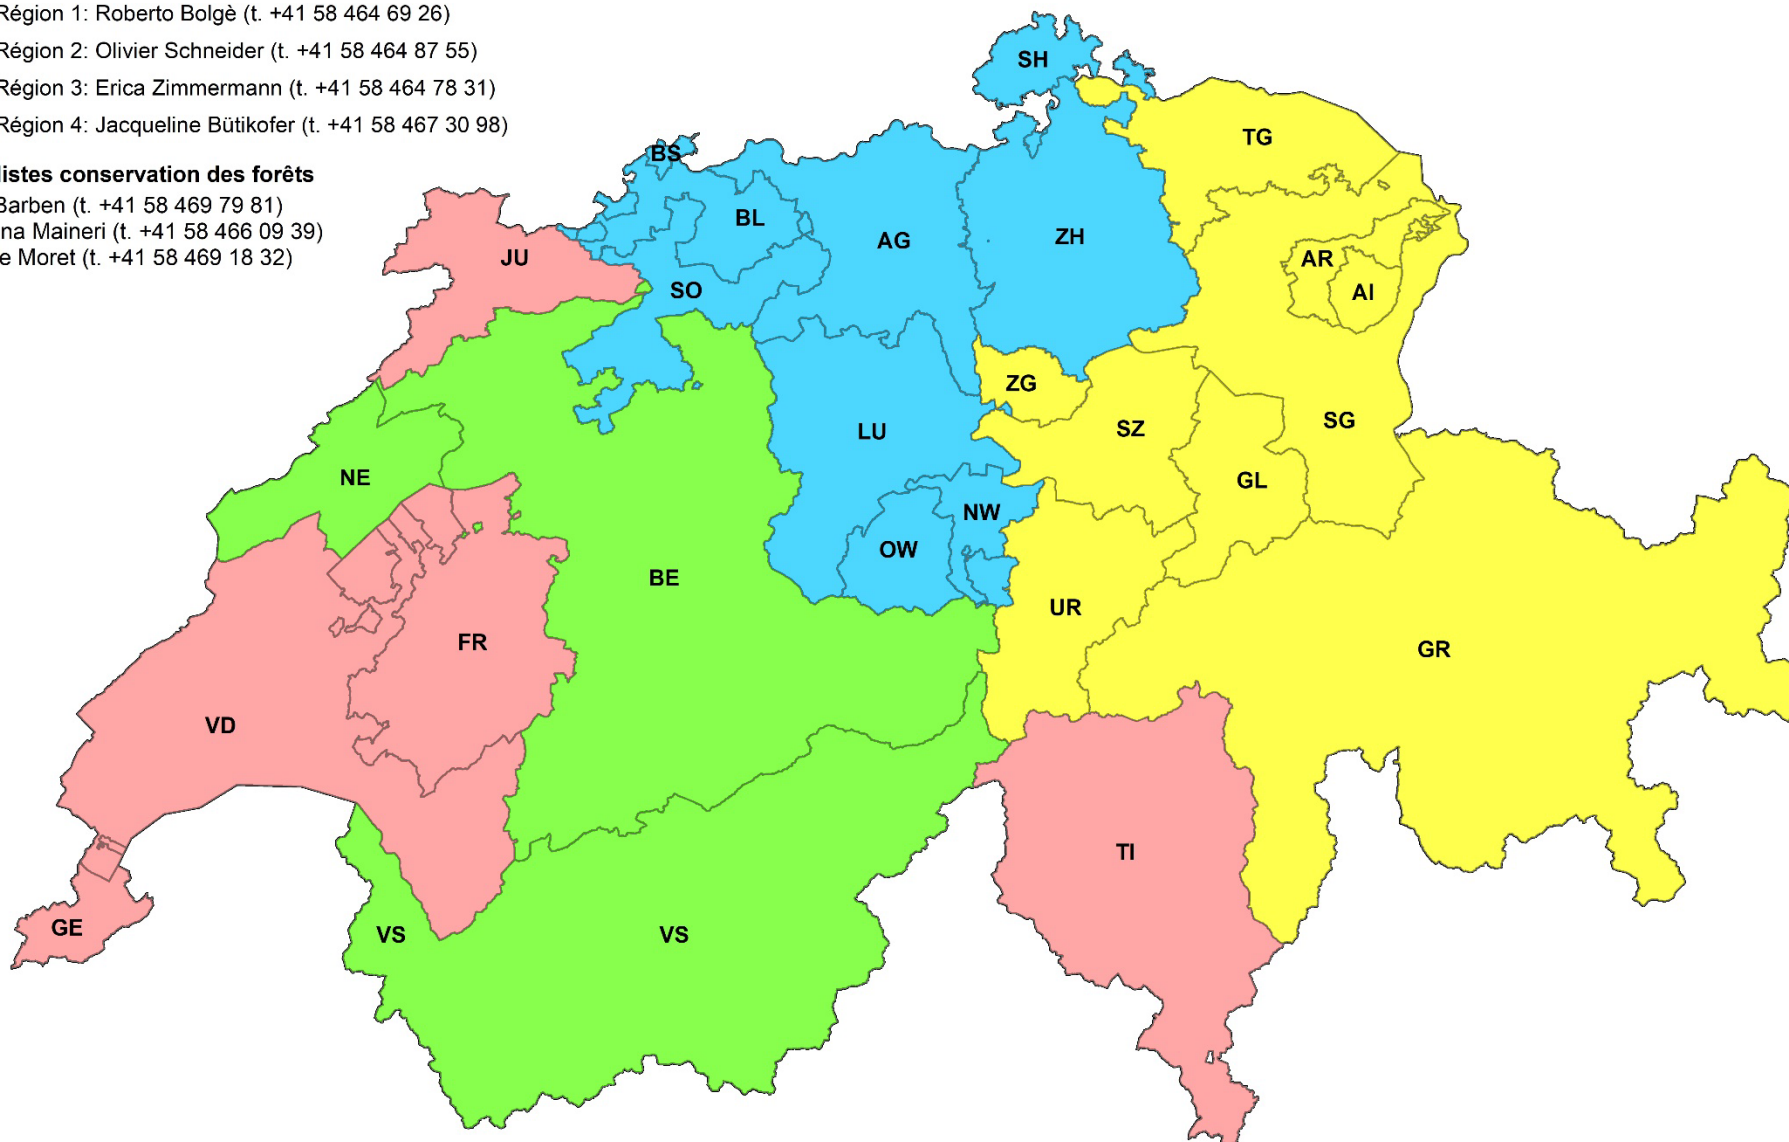 Région 1: Roberto Bolgè (t. +41 58 464 69 26)
Région 2: Olivier Schneider (t. +41 58 464 87 55)
Région 3: Erica Zimmermann (t. +41 58 464 78 31)
Région 4: Jacqueline Bütikofer (t. +41 58 467 30 98)
listes conservation des forêts
Barben (t. +41 58 469 79 81)
na Maineri (t. +41 58 466 09 39)
e Moret (t. +41 58 469 18 32)
SH
TG
BS
BL
AG
ZH
JU
SO
AR
AI
ZG
LU
SZ
SG
NE
GL
NW
OW
BE
UR
FR
GR
VD
TI
GE
VS
VS